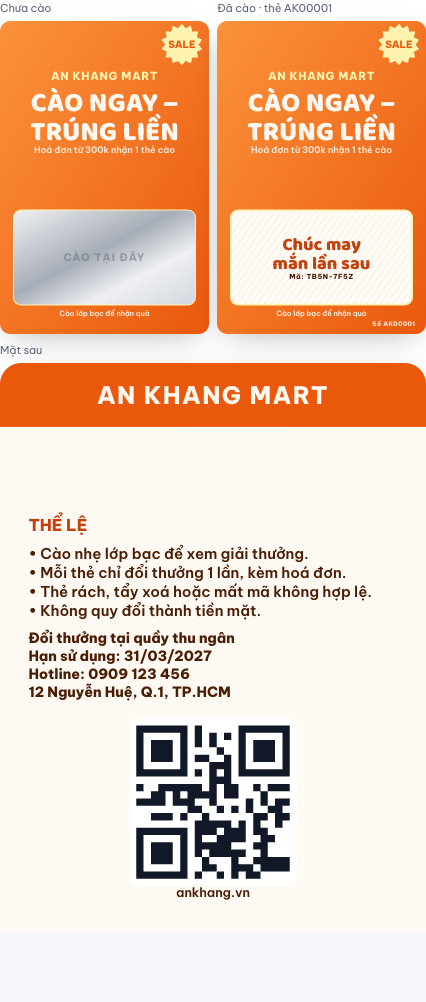 Chưa cào
SALE
AN KHANG MART
CÀO NGAY –
TRÚNG LIỀN
Hoá đơn từ 300k nhận 1 thẻ cào
CÀO TẠI ĐÂY
Cào lớp bạc để nhận quà
Đã cào · thẻ AK00001
SALE
AN KHANG MART
CÀO NGAY –
TRÚNG LIỀN
Hoá đơn từ 300k nhận 1 thẻ cào
Chúc may
mắn lần sau
Mã: TB5N-7F5Z
Cào lớp bạc để nhận quà
Số AK00001
Mặt sau
AN KHANG MART
THỂ LỆ
• Cào nhẹ lớp bạc để xem giải thưởng.
• Mỗi thẻ chỉ đổi thưởng 1 lần, kèm hoá đơn.
• Thẻ rách, tẩy xoá hoặc mất mã không hợp lệ.
• Không quy đổi thành tiền mặt.
Đổi thưởng tại quầy thu ngân
Hạn sử dụng: 31/03/2027
Hotline: 0909 123 456
12 Nguyễn Huệ, Q.1, TP.HCM
ankhang.vn